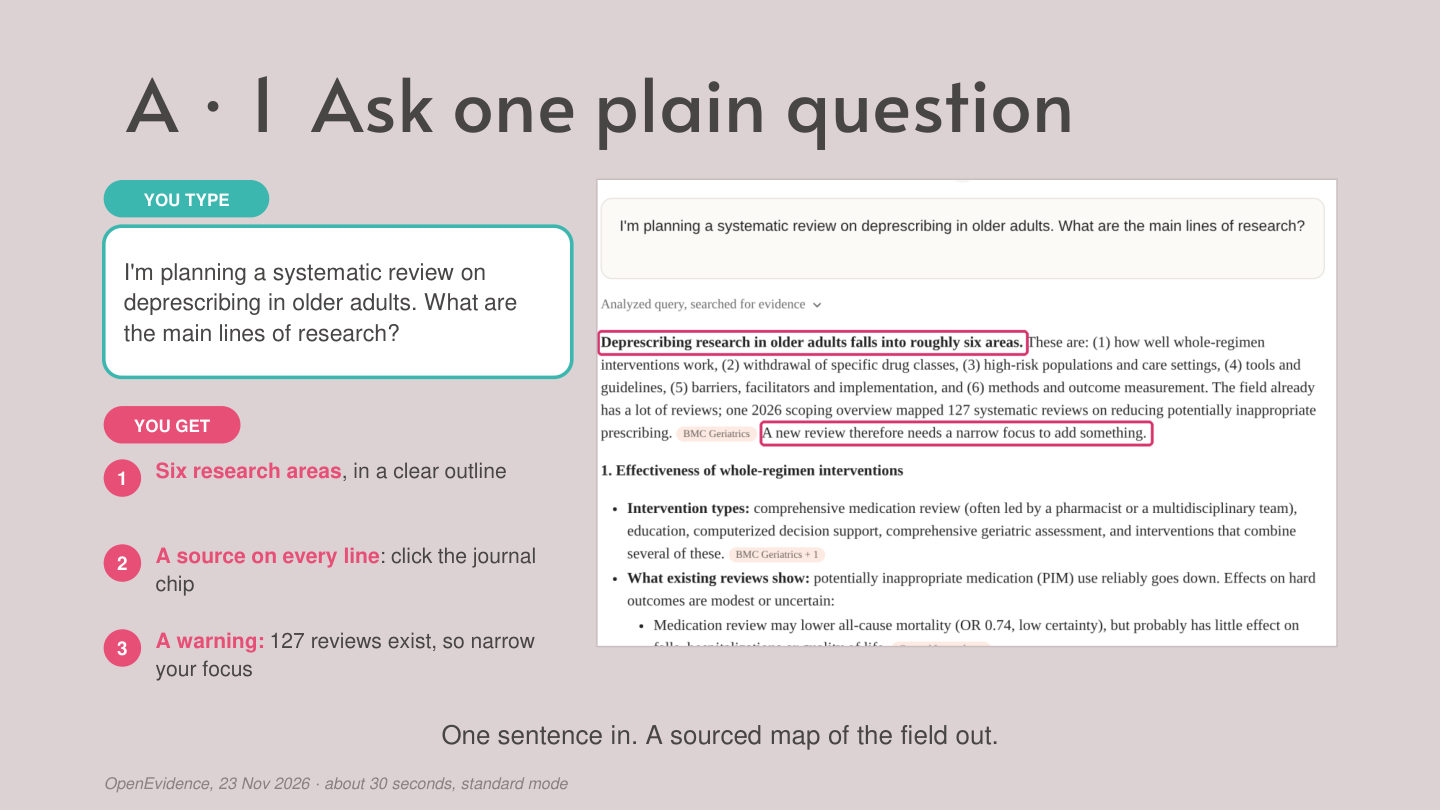 A · 1 Ask one plain question
YOU TYPE
I'm planning a systematic review on
deprescribing in older adults. What are
the main lines of research?
YOU GET
1 Six research areas, in a clear outline
2 A source on every line: click the journal
chip
3 A warning: 127 reviews exist, so narrow
your focus
I'm planning a systematic review on deprescribing in older adults. What are the main lines of research?
Analyzed query, searched for evidence
Deprescribing research in older adults falls into roughly six areas. These are: (1) how well whole-regimen
interventions work, (2) withdrawal of specific drug classes, (3) high-risk populations and care settings, (4) tools and
guidelines, (5) barriers, facilitators and implementation, and (6) methods and outcome measurement. The field already
has a lot of reviews; one 2026 scoping overview mapped 127 systematic reviews on reducing potentially inappropriate
prescribing. BMC Geriatrics A new review therefore needs a narrow focus to add something.
1. Effectiveness of whole-regimen interventions
• Intervention types: comprehensive medication review (often led by a pharmacist or a multidisciplinary team),
education, computerized decision support, comprehensive geriatric assessment, and interventions that combine
several of these. BMC Geriatrics + 1
• What existing reviews show: potentially inappropriate medication (PIM) use reliably goes down. Effects on hard
outcomes are modest or uncertain:
• Medication review may lower all-cause mortality (OR 0.74, low certainty), but probably has little effect on
One sentence in. A sourced map of the field out.
OpenEvidence, 23 Nov 2026 · about 30 seconds, standard mode